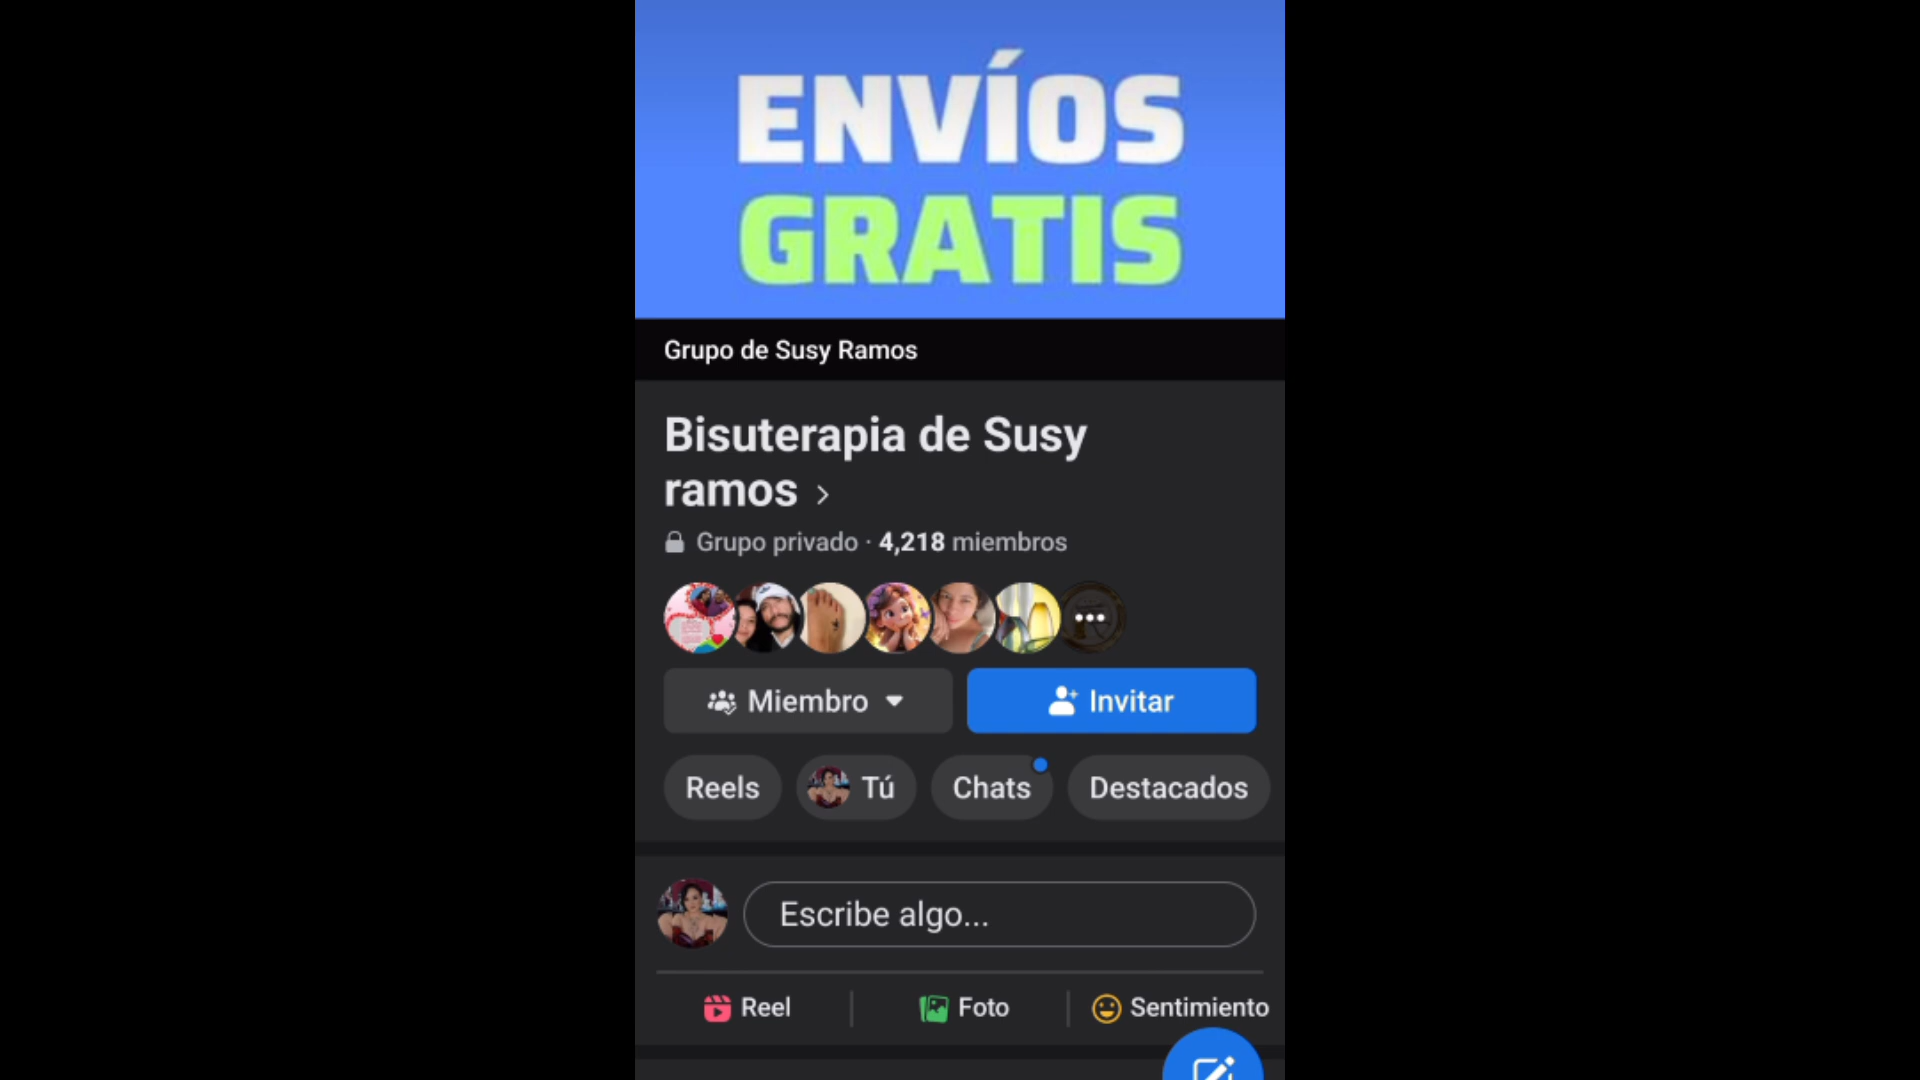 ENVÍOS
GRATIS
Grupo de Susy Ramos
Bisuterapia de Susy
ramos
Grupo privado · 4,218 miembros
Miembro
Invitar
Reels
Tú
Chats
Destacados
Escribe algo...
Reel
Foto
Sentimiento